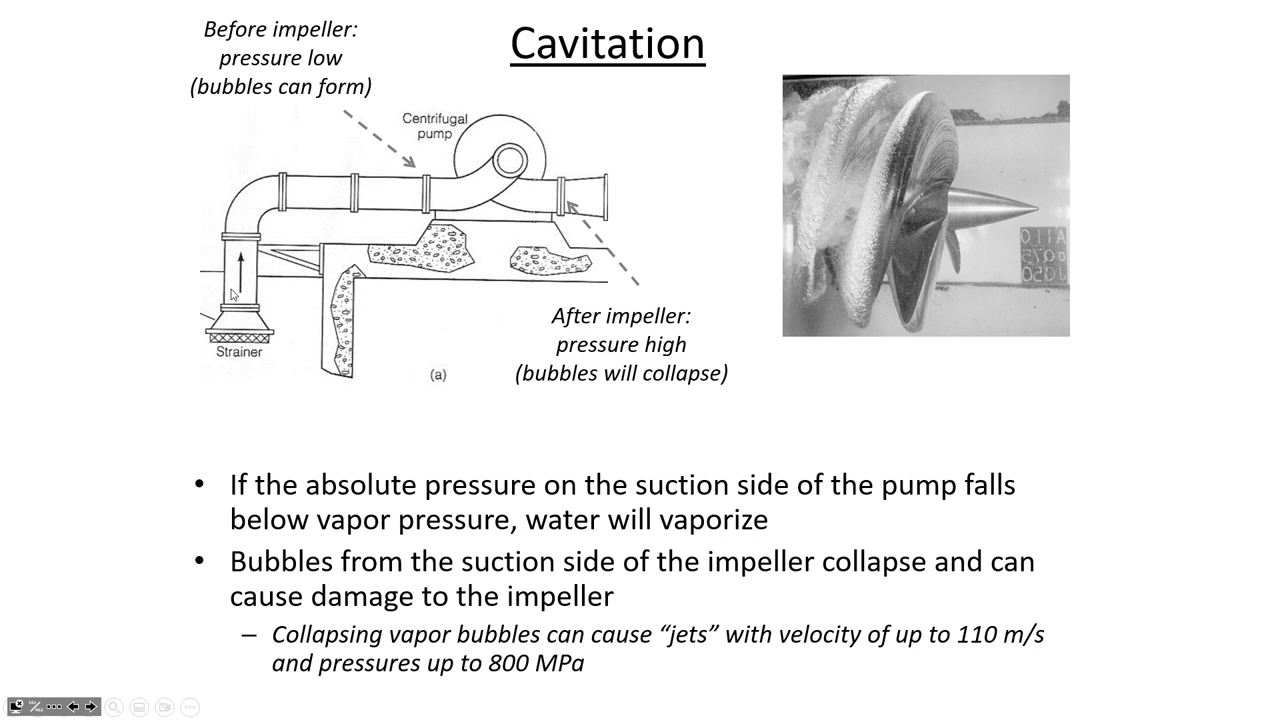 Cavitation
Before impeller:
pressure low
(bubbles can form)
Centrifugal
pump
Strainer
(a)
After impeller:
pressure high
(bubbles will collapse)
• If the absolute pressure on the suction side of the pump falls
below vapor pressure, water will vaporize
• Bubbles from the suction side of the impeller collapse and can
cause damage to the impeller
– Collapsing vapor bubbles can cause “jets” with velocity of up to 110 m/s
and pressures up to 800 MPa